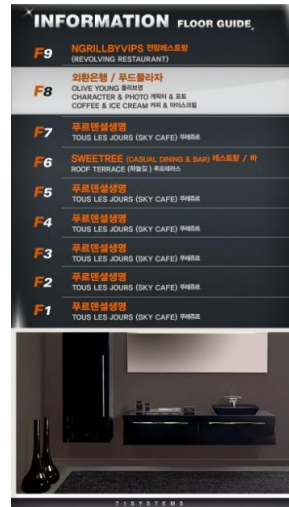 INFORMATION FLOOR GUIDE
F9 NGRILLBYVIPS 전망레스토랑
(REVOLVING RESTAURANT)
F8 외환은행 / 푸드플라자
OLIVE YOUNG 올리브영
CHARACTER & PHOTO 캐릭터 & 포토
COFFEE & ICE CREAM 커피 & 아이스크림
F7 푸르덴셜생명
TOUS LES JOURS (SKY CAFE) 뚜레쥬르
F6 SWEETREE (CASUAL DINING & BAR) 레스토랑 / 바
ROOF TERRACE (하늘길) 루프테라스
F5 푸르덴셜생명
TOUS LES JOURS (SKY CAFE) 뚜레쥬르
F4 푸르덴셜생명
TOUS LES JOURS (SKY CAFE) 뚜레쥬르
F3 푸르덴셜생명
TOUS LES JOURS (SKY CAFE) 뚜레쥬르
F2 푸르덴셜생명
TOUS LES JOURS (SKY CAFE) 뚜레쥬르
F1 푸르덴셜생명
TOUS LES JOURS (SKY CAFE) 뚜레쥬르
TISYSTEMS